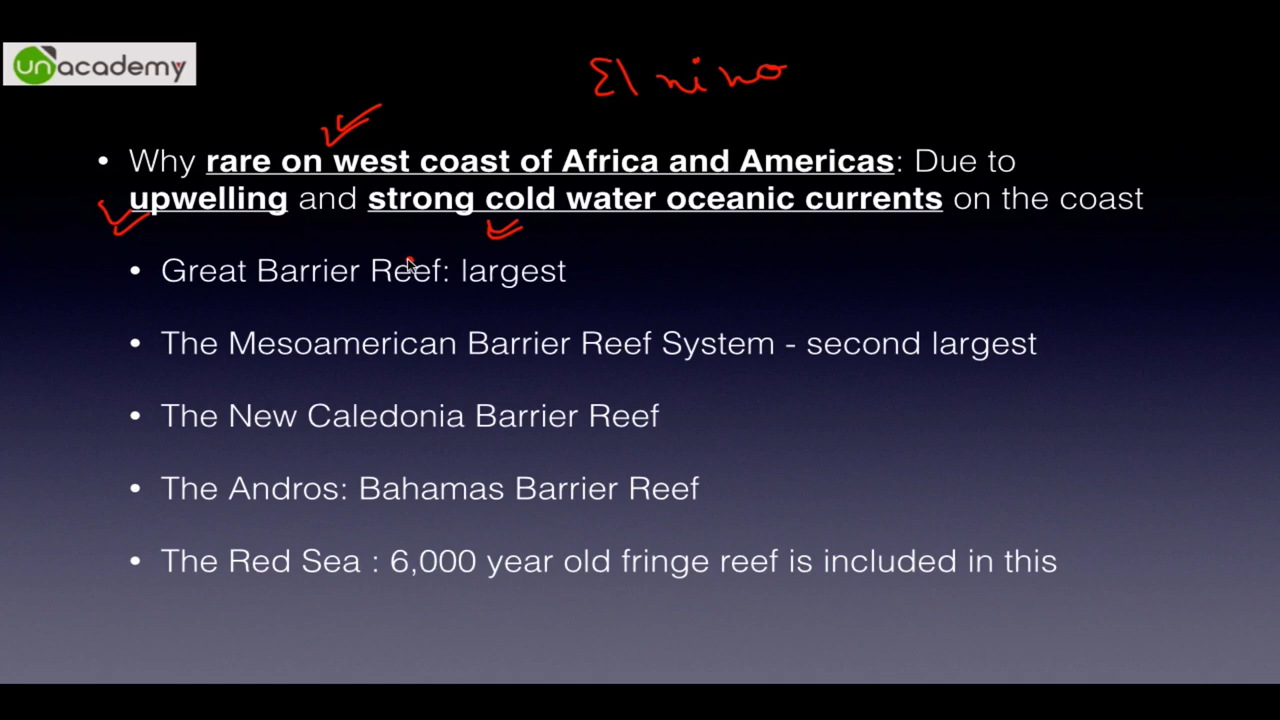 unacademy
El nino
• Why rare on west coast of Africa and Americas: Due to
upwelling and strong cold water oceanic currents on the coast
• Great Barrier Reef: largest
• The Mesoamerican Barrier Reef System - second largest
• The New Caledonia Barrier Reef
• The Andros: Bahamas Barrier Reef
• The Red Sea : 6,000 year old fringe reef is included in this